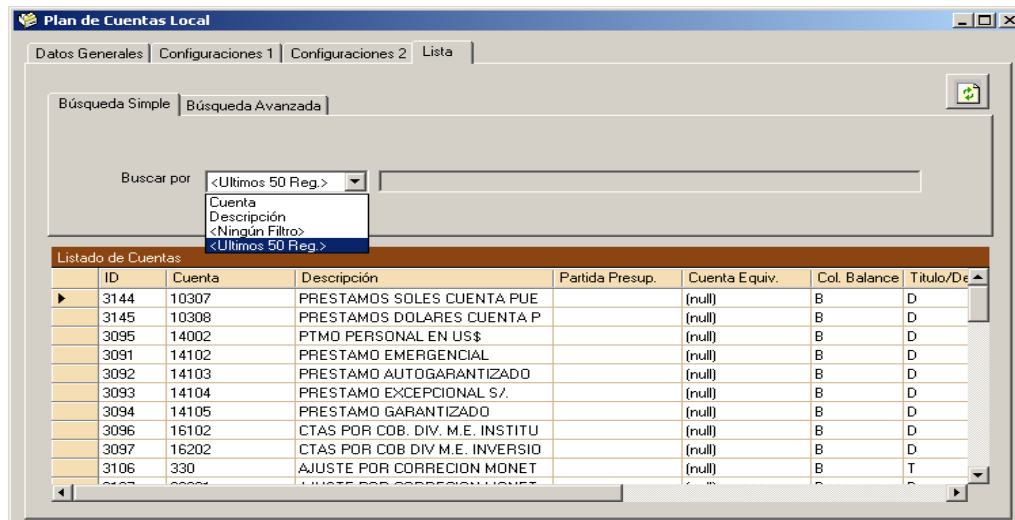 Plan de Cuentas Local
Datos Generales Configuraciones 1 Configuraciones 2 Lista
Búsqueda Simple Búsqueda Avanzada
Buscar por <Ultimos 50 Reg.>
Cuenta
Descripción
<Ningún Filtro>
<Ultimos 50 Reg.>
Listado de Cuentas
ID Cuenta Descripción Partida Presup. Cuenta Equiv. Col. Balance Titulo/De
3144 10307 PRESTAMOS SOLES CUENTA PUE (null) B D
3145 10308 PRESTAMOS DOLARES CUENTA P (null) B D
3095 14002 PTMO PERSONAL EN US$ (null) B D
3091 14102 PRESTAMO EMERGENCIAL (null) B D
3092 14103 PRESTAMO AUTOGARANTIZADO (null) B D
3093 14104 PRESTAMO EXCEPCIONAL S/. (null) B D
3094 14105 PRESTAMO GARANTIZADO (null) B D
3096 16102 CTAS POR COB. DIV. M.E. INSTITU (null) B D
3097 16202 CTAS POR COB DIV M.E. INVERSIO (null) B D
3106 330 AJUSTE POR CORRECION MONET (null) B T